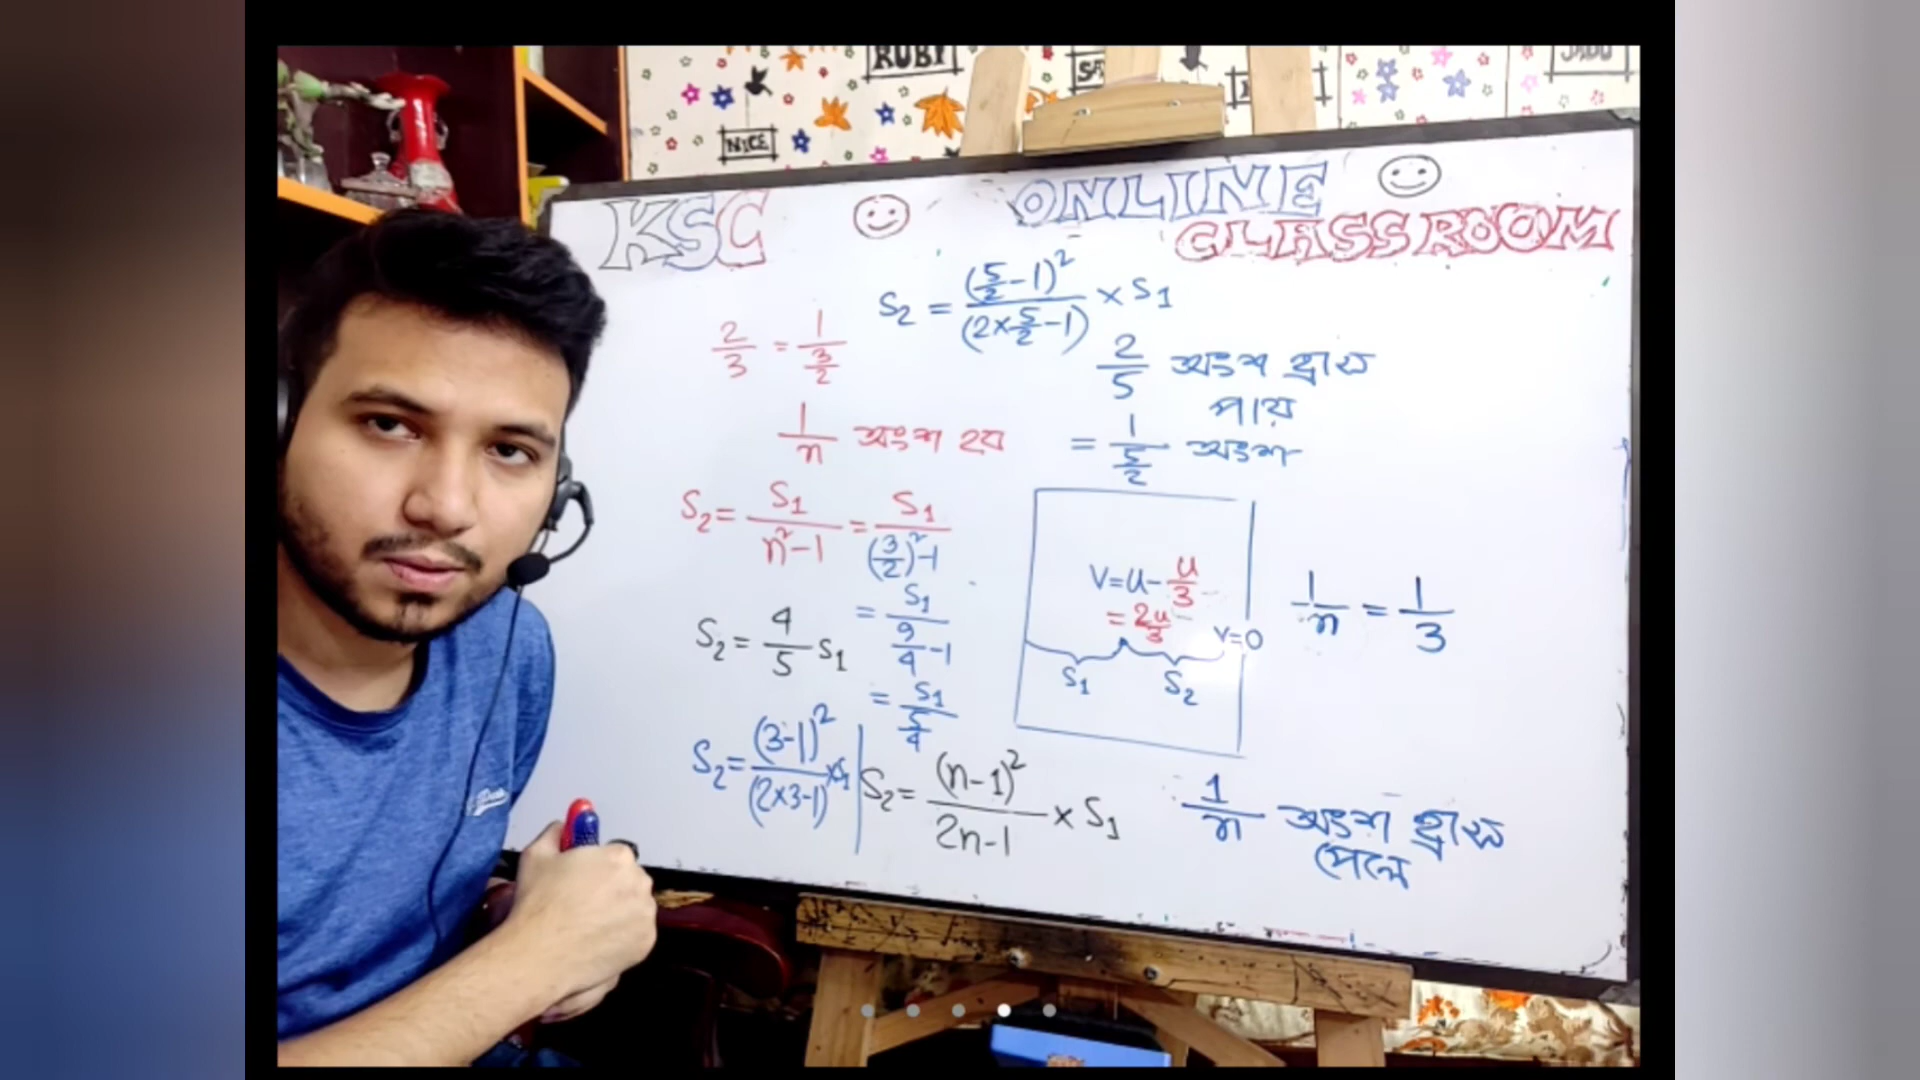 RUBY
NICE
KSC
ONLINE
CLASS ROOM
S₂ = (5/2 - 1)² / (2×5/2 - 1) × S₁
2/3 = 1/(3/2)
2/5 অংশ হ্রাস
পায়
= 1/(5/2) অংশ
1/n অংশ হয়
S₂ = S₁/(n²-1) = S₁/((3/2)²-1)
= S₁/(9/4 -1)
= S₁/(5/4)
S₂ = 4/5 S₁
V=u- u/3
= 2u/3
v=0
S₁ S₂
1/n = 1/3
S₂ = (3-1)²/(2×3-1) ×S₁
S₂ = (n-1)²/(2n-1) × S₁
1/n অংশ হ্রাস
পেলে